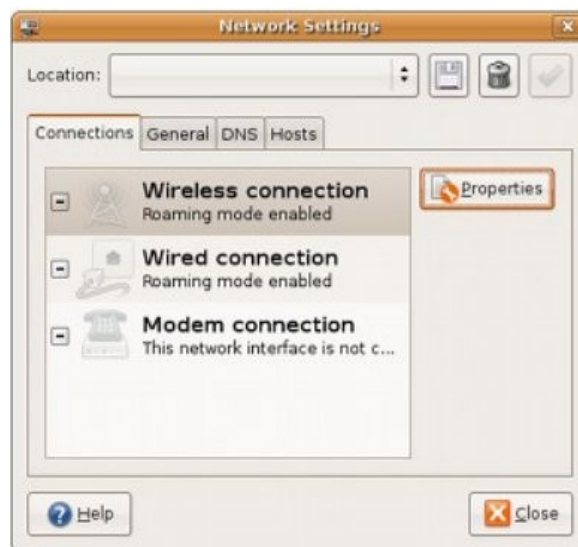 Network Settings
Location:
Connections General DNS Hosts
Wireless connection
Roaming mode enabled
Properties
Wired connection
Roaming mode enabled
Modem connection
This network interface is not c...
Help
Close